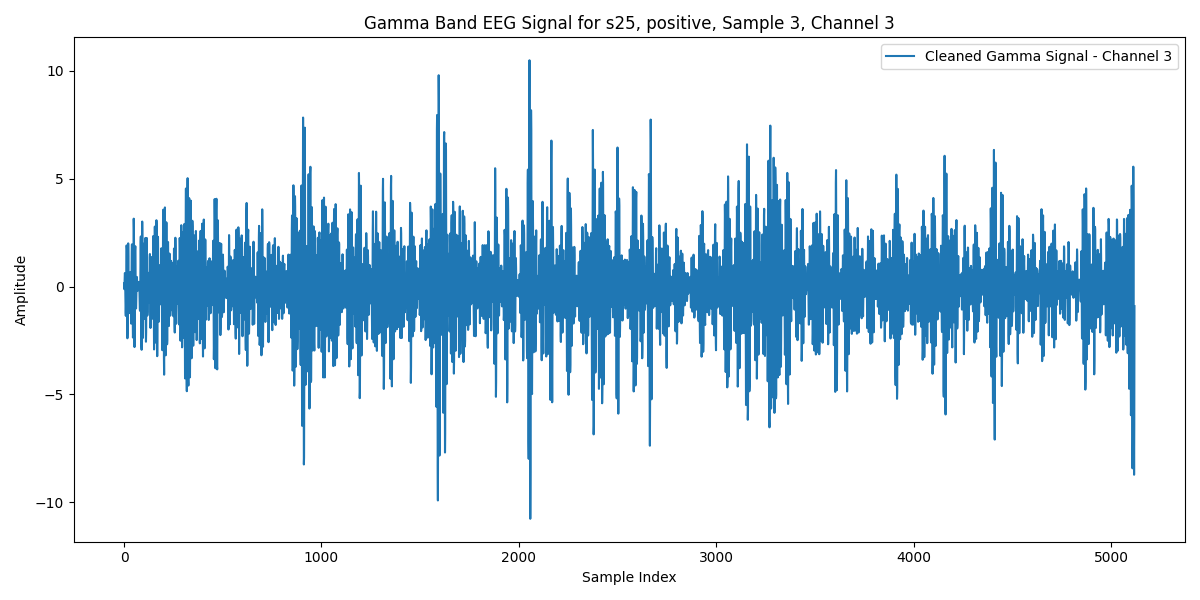 Gamma Band EEG Signal for s25, positive, Sample 3, Channel 3
Cleaned Gamma Signal - Channel 3
10
5
0
−5
−10
Amplitude
0 1000 2000 3000 4000 5000
Sample Index